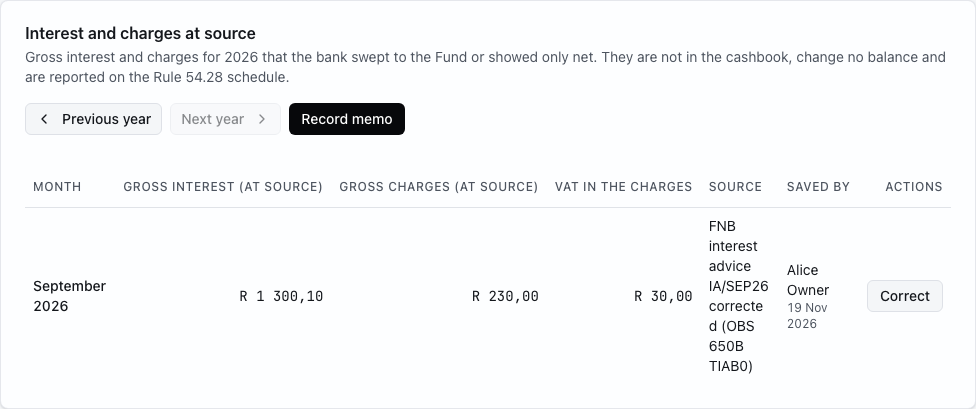 Interest and charges at source
Gross interest and charges for 2026 that the bank swept to the Fund or showed only net. They are not in the cashbook, change no balance and
are reported on the Rule 54.28 schedule.
Previous year
Next year
Record memo
MONTH GROSS INTEREST (AT SOURCE) GROSS CHARGES (AT SOURCE) VAT IN THE CHARGES SOURCE SAVED BY ACTIONS
September
2026
R 1 300,10
R 230,00
R 30,00
FNB
interest
advice
IA/SEP26
correcte
d (OBS
650B
TIAB0)
Alice
Owner
19 Nov
2026
Correct